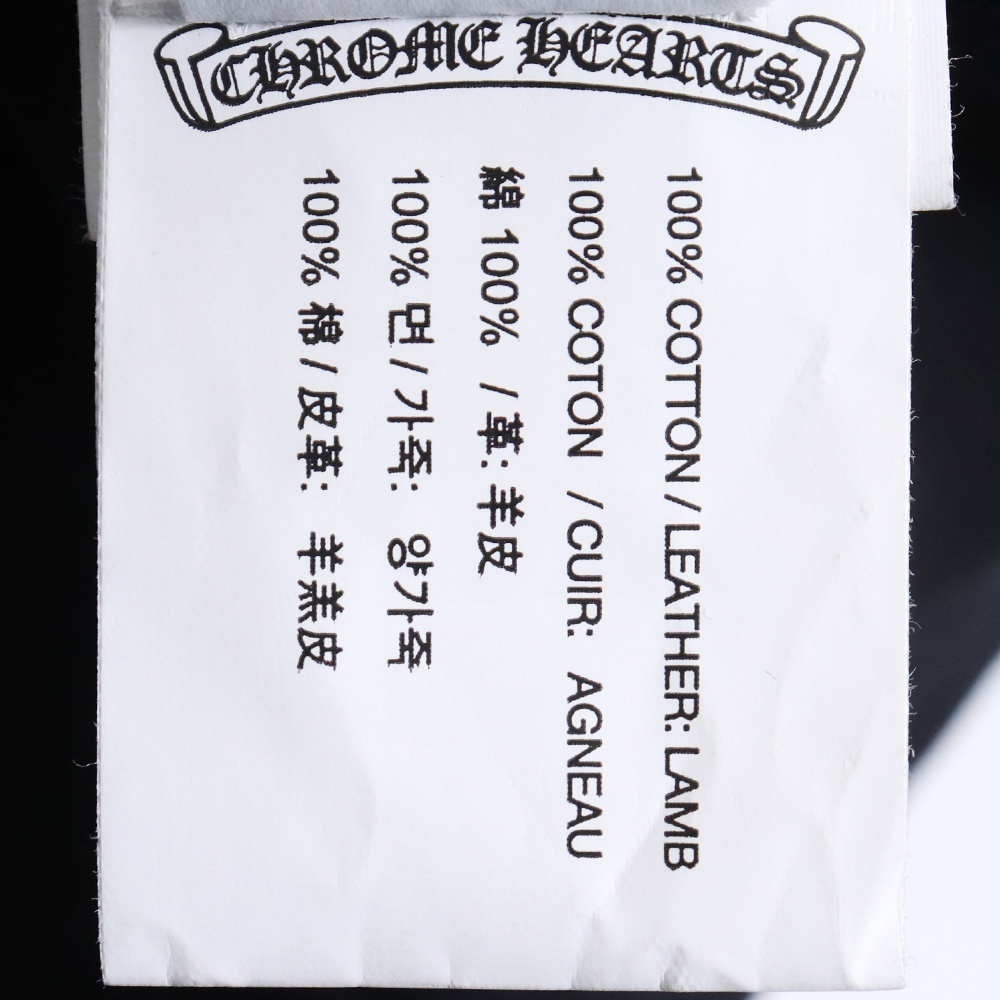 CHROME HEARTS
100% COTTON / LEATHER: LAMB
100% COTON / CUIR: AGNEAU
綿 100% / 革: 羊皮
100% 면 / 가죽: 양가죽
100% 棉 / 皮革: 羊羔皮